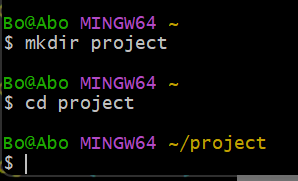 Bo@Abo MINGW64 ~
$ mkdir project
Bo@Abo MINGW64 ~
$ cd project
Bo@Abo MINGW64 ~/project
$